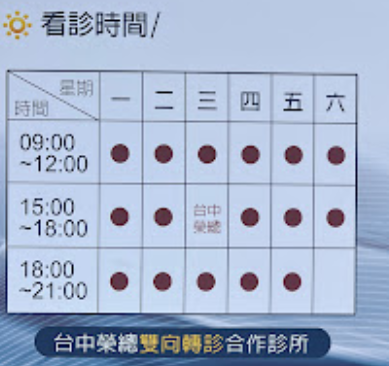 看診時間/
星期 一 二 三 四 五 六
時間
09:00
~12:00 ● ● ● ● ● ●
15:00
~18:00 ● ● 台中榮總 ● ● ●
18:00
~21:00 ● ● ● ● ●
台中榮總雙向轉診合作診所